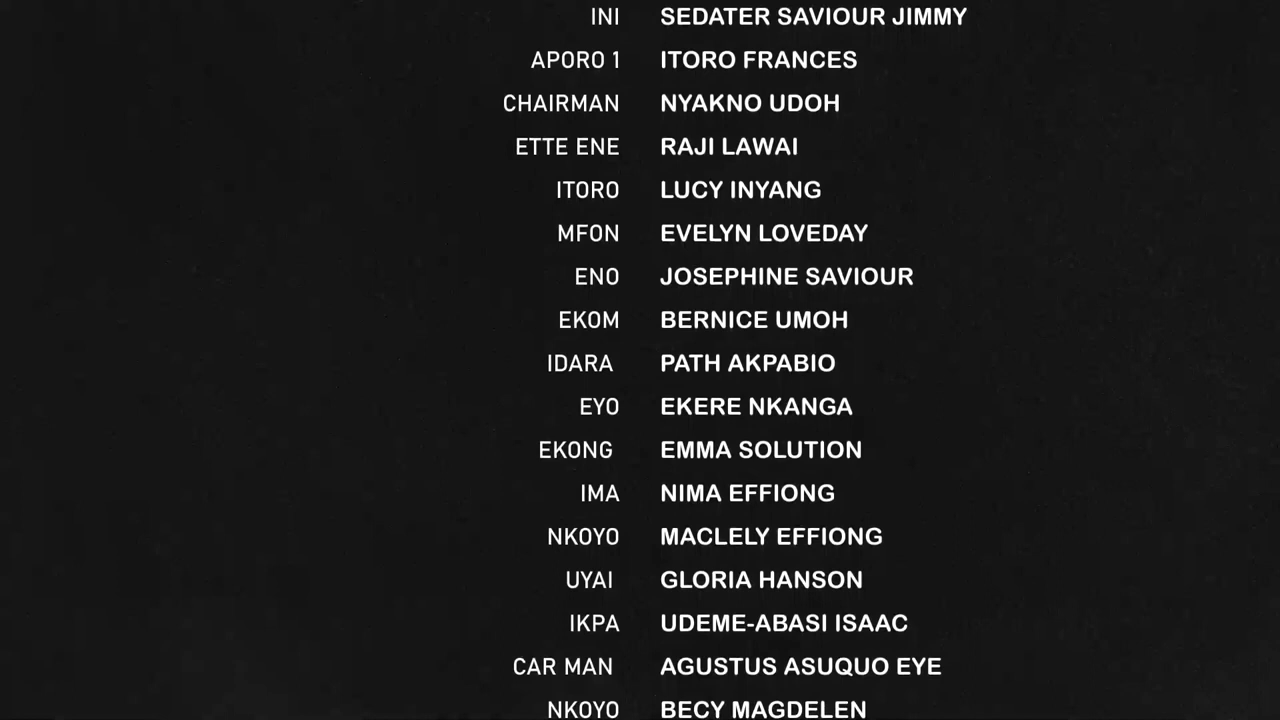 INI SEDATER SAVIOUR JIMMY
APORO 1 ITORO FRANCES
CHAIRMAN NYAKNO UDOH
ETTE ENE RAJI LAWAI
ITORO LUCY INYANG
MFON EVELYN LOVEDAY
ENO JOSEPHINE SAVIOUR
EKOM BERNICE UMOH
IDARA PATH AKPABIO
EYO EKERE NKANGA
EKONG EMMA SOLUTION
IMA NIMA EFFIONG
NKOYO MACLELY EFFIONG
UYAI GLORIA HANSON
IKPA UDEME-ABASI ISAAC
CAR MAN AGUSTUS ASUQUO EYE
NKOYO BECY MAGDELEN